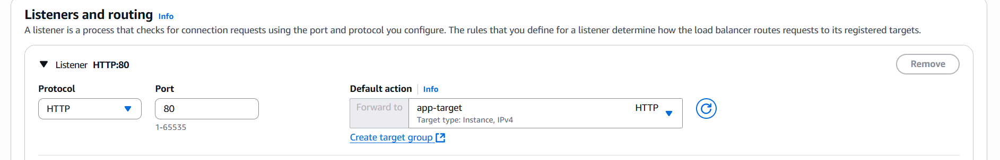 Listeners and routing Info
A listener is a process that checks for connection requests using the port and protocol you configure. The rules that you define for a listener determine how the load balancer routes requests to its registered targets.
Listener HTTP:80
Remove
Protocol
Port
Default action Info
HTTP
80
Forward to
app-target
HTTP
Target type: Instance, IPv4
1-65535
Create target group